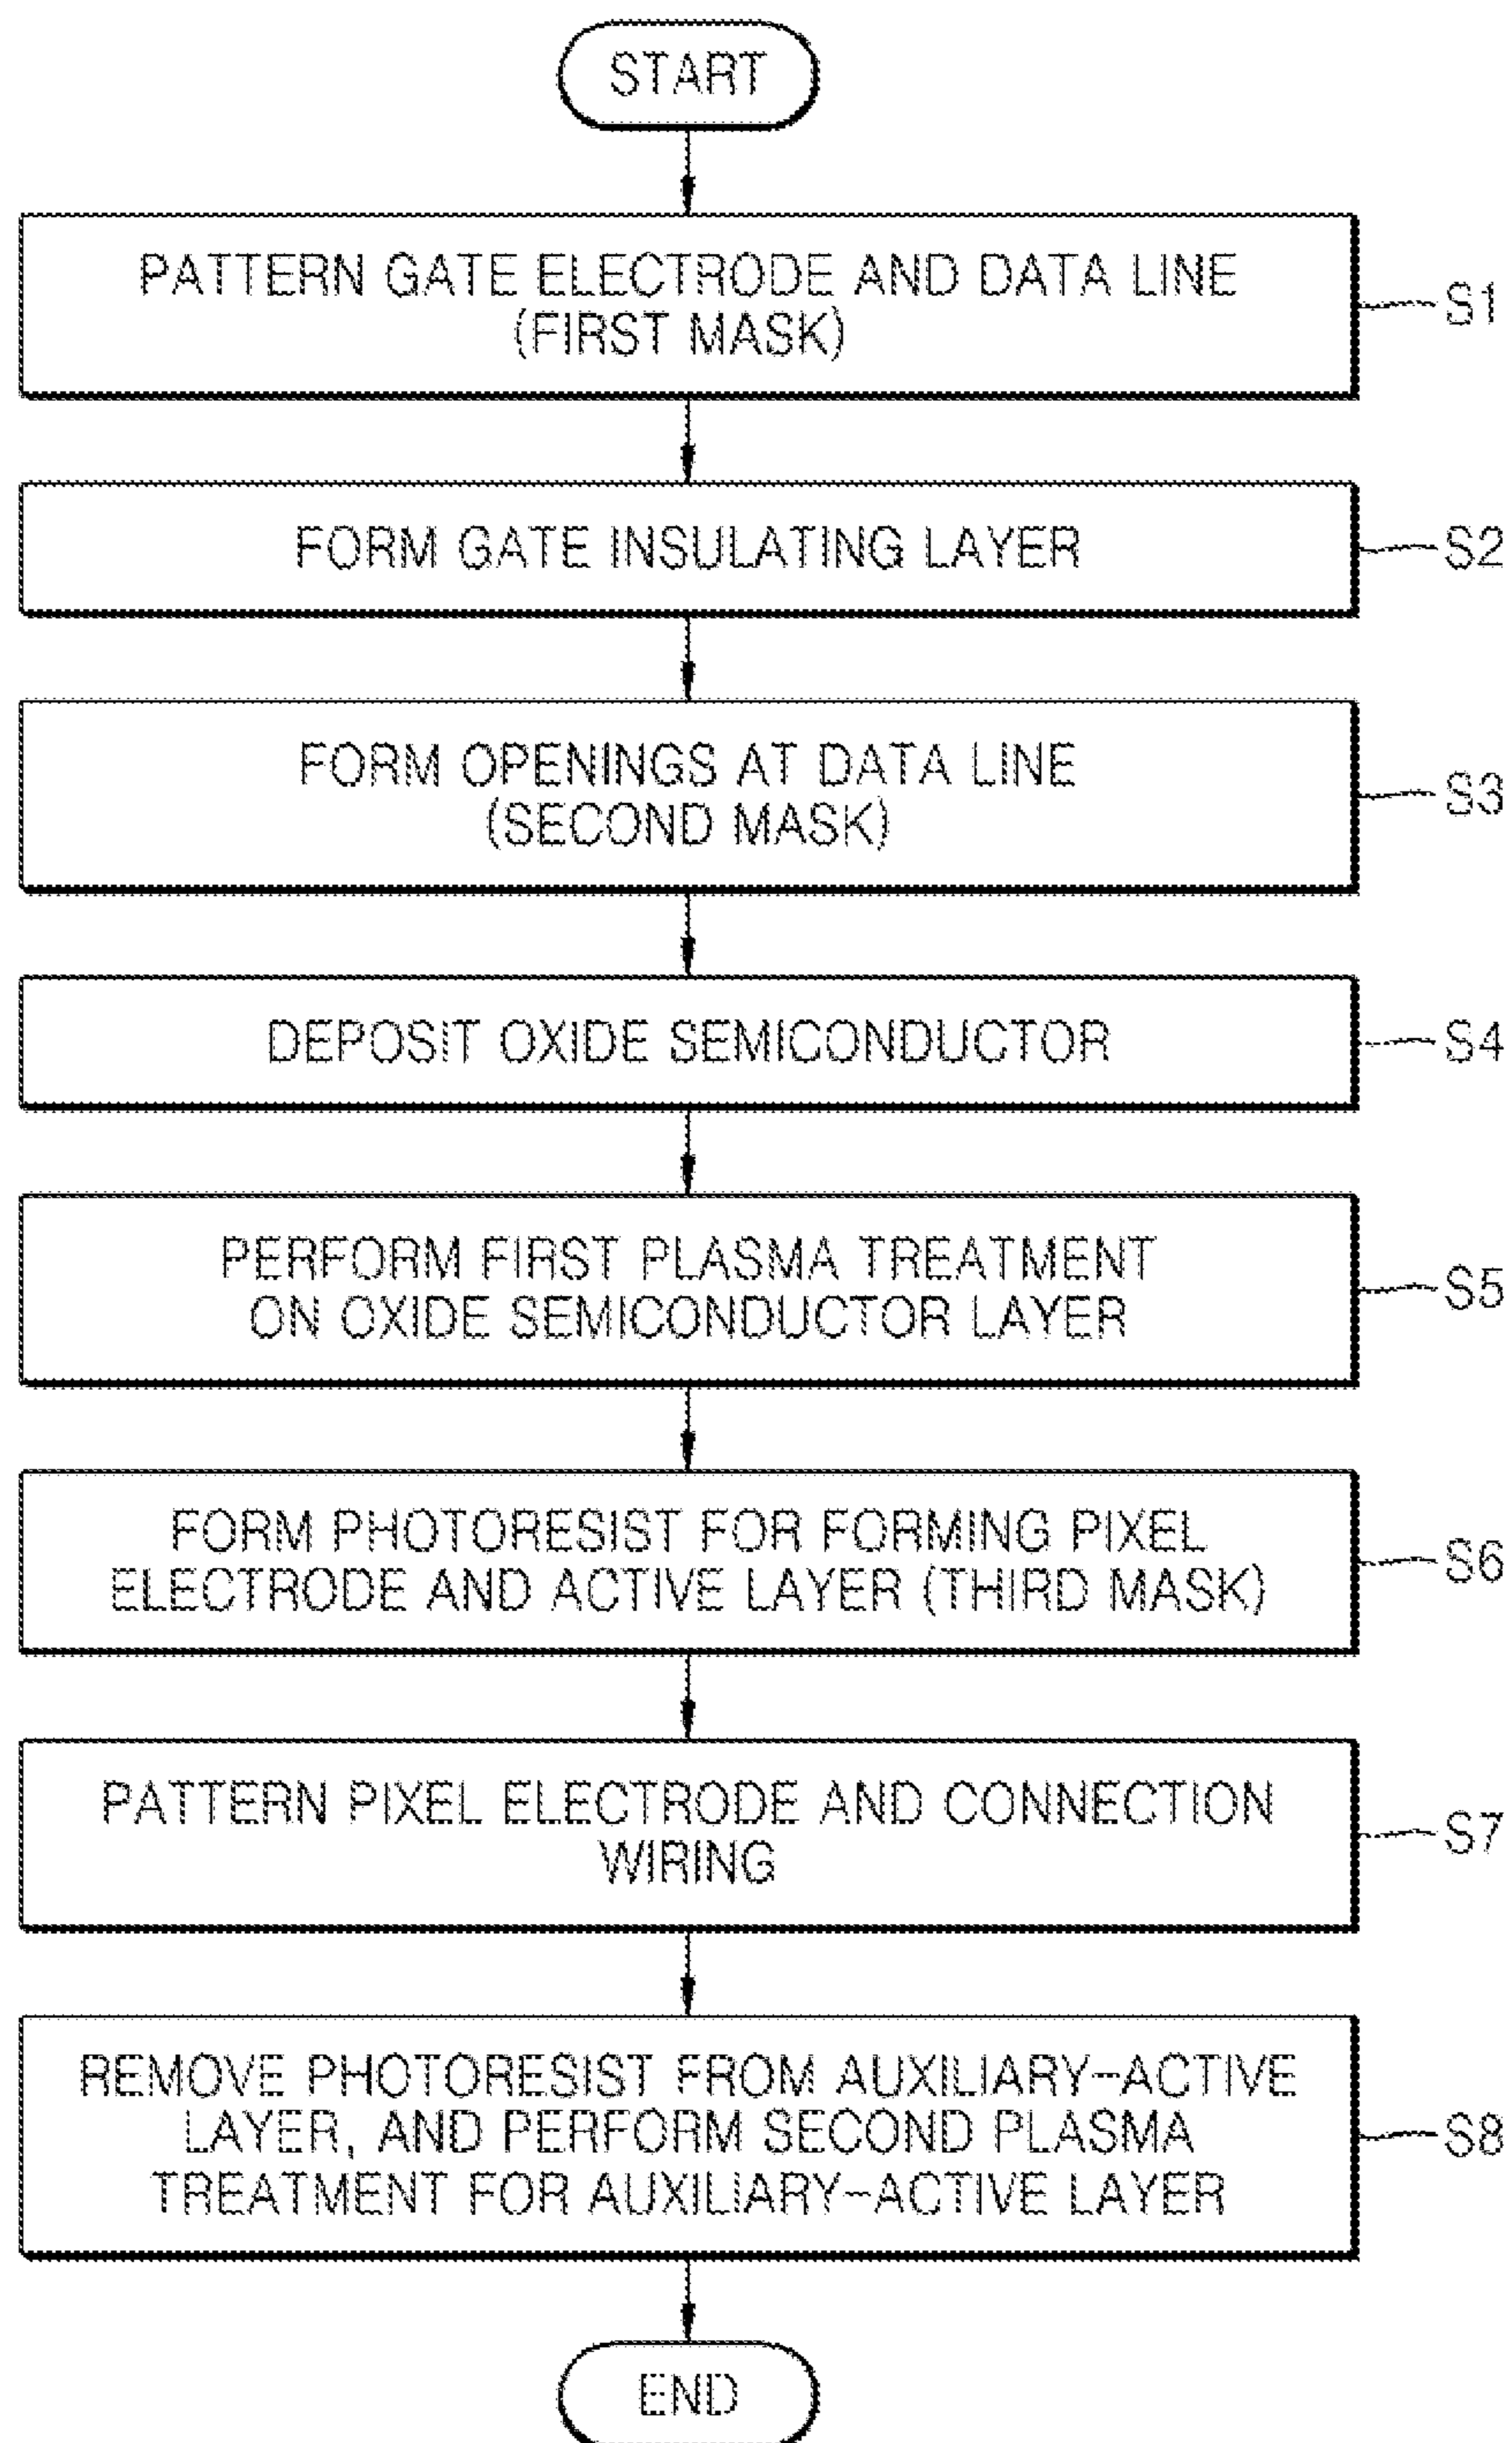 START
PATTERN GATE ELECTRODE AND DATA LINE
(FIRST MASK)
S1
FORM GATE INSULATING LAYER
S2
FORM OPENINGS AT DATA LINE
(SECOND MASK)
S3
DEPOSIT OXIDE SEMICONDUCTOR
S4
PERFORM FIRST PLASMA TREATMENT
ON OXIDE SEMICONDUCTOR LAYER
S5
FORM PHOTORESIST FOR FORMING PIXEL
ELECTRODE AND ACTIVE LAYER (THIRD MASK)
S6
PATTERN PIXEL ELECTRODE AND CONNECTION
WIRING
S7
REMOVE PHOTORESIST FROM AUXILIARY-ACTIVE
LAYER, AND PERFORM SECOND PLASMA
TREATMENT FOR AUXILIARY-ACTIVE LAYER
S8
END